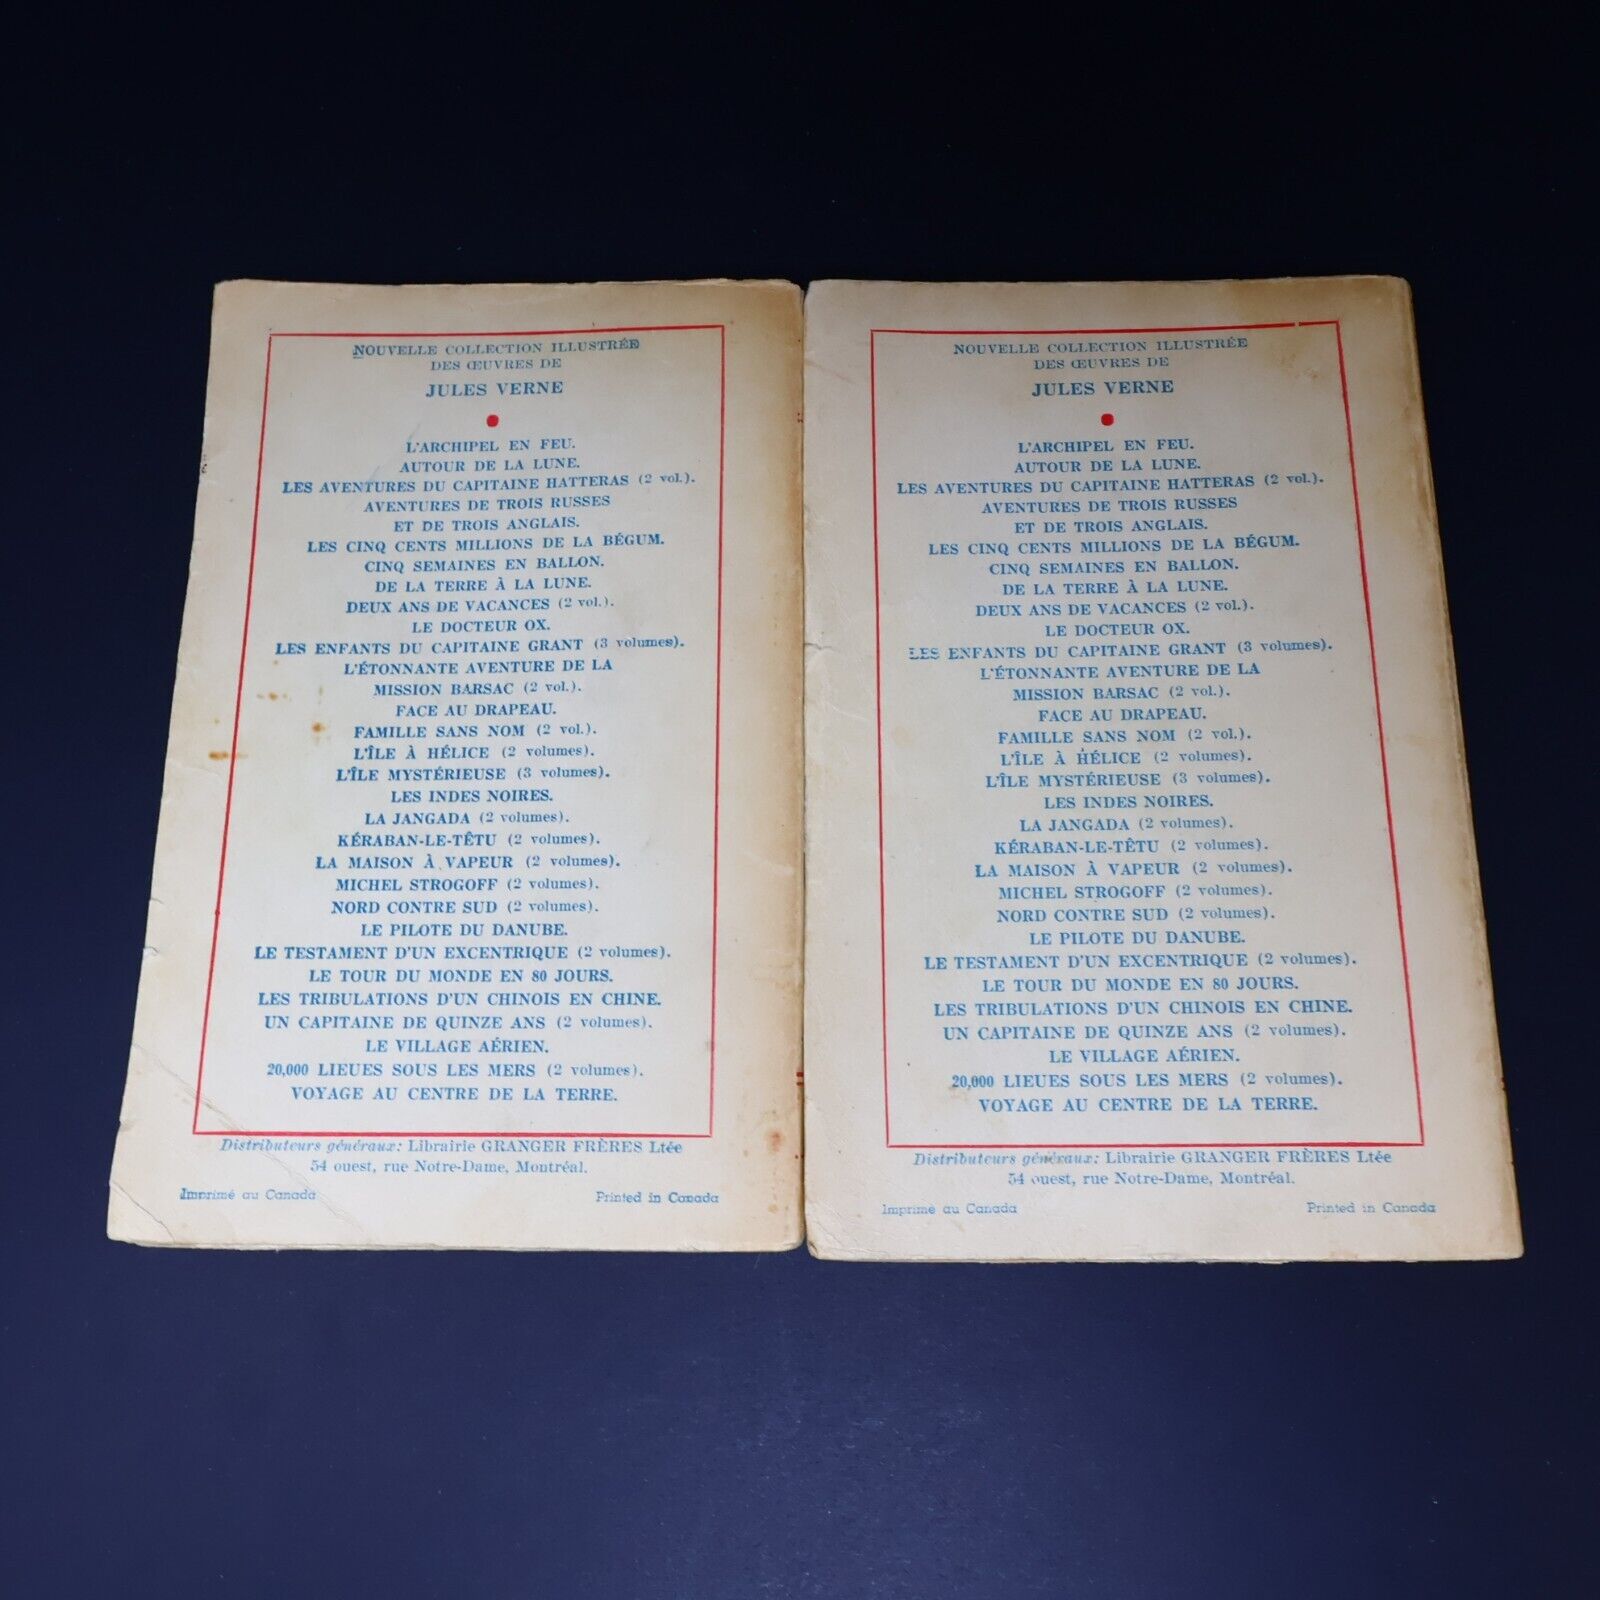 NOUVELLE COLLECTION ILLUSTRÉE
DES ŒUVRES DE
JULES VERNE
L'ARCHIPEL EN FEU.
AUTOUR DE LA LUNE.
LES AVENTURES DU CAPITAINE HATTERAS (2 vol.).
AVENTURES DE TROIS RUSSES
ET DE TROIS ANGLAIS.
LES CINQ CENTS MILLIONS DE LA BÉGUM.
CINQ SEMAINES EN BALLON.
DE LA TERRE À LA LUNE.
DEUX ANS DE VACANCES (2 vol.).
LE DOCTEUR OX.
LES ENFANTS DU CAPITAINE GRANT (3 volumes).
L'ÉTONNANTE AVENTURE DE LA
MISSION BARSAC (2 vol.).
FACE AU DRAPEAU.
FAMILLE SANS NOM (2 vol.).
L'ÎLE À HÉLICE (2 volumes).
L'ÎLE MYSTÉRIEUSE (3 volumes).
LES INDES NOIRES.
LA JANGADA (2 volumes).
KÉRABAN-LE-TÊTU (2 volumes).
LA MAISON À VAPEUR (2 volumes).
MICHEL STROGOFF (2 volumes).
NORD CONTRE SUD (2 volumes).
LE PILOTE DU DANUBE.
LE TESTAMENT D'UN EXCENTRIQUE (2 volumes).
LE TOUR DU MONDE EN 80 JOURS.
LES TRIBULATIONS D'UN CHINOIS EN CHINE.
UN CAPITAINE DE QUINZE ANS (2 volumes).
LE VILLAGE AÉRIEN.
20,000 LIEUES SOUS LES MERS (2 volumes).
VOYAGE AU CENTRE DE LA TERRE.
Distributeurs généraux: Librairie GRANGER FRÈRES Ltée
54 ouest, rue Notre-Dame, Montréal.
Imprimé au Canada Printed in Canada
NOUVELLE COLLECTION ILLUSTRÉE
DES ŒUVRES DE
JULES VERNE
L'ARCHIPEL EN FEU.
AUTOUR DE LA LUNE.
LES AVENTURES DU CAPITAINE HATTERAS (2 vol.).
AVENTURES DE TROIS RUSSES
ET DE TROIS ANGLAIS.
LES CINQ CENTS MILLIONS DE LA BÉGUM.
CINQ SEMAINES EN BALLON.
DE LA TERRE À LA LUNE.
DEUX ANS DE VACANCES (2 vol.).
LE DOCTEUR OX.
LES ENFANTS DU CAPITAINE GRANT (3 volumes).
L'ÉTONNANTE AVENTURE DE LA
MISSION BARSAC (2 vol.).
FACE AU DRAPEAU.
FAMILLE SANS NOM (2 vol.).
L'ÎLE À HÉLICE (2 volumes).
L'ÎLE MYSTÉRIEUSE (3 volumes).
LES INDES NOIRES.
LA JANGADA (2 volumes).
KÉRABAN-LE-TÊTU (2 volumes).
LA MAISON À VAPEUR (2 volumes).
MICHEL STROGOFF (2 volumes).
NORD CONTRE SUD (2 volumes).
LE PILOTE DU DANUBE.
LE TESTAMENT D'UN EXCENTRIQUE (2 volumes).
LE TOUR DU MONDE EN 80 JOURS.
LES TRIBULATIONS D'UN CHINOIS EN CHINE.
UN CAPITAINE DE QUINZE ANS (2 volumes).
LE VILLAGE AÉRIEN.
20,000 LIEUES SOUS LES MERS (2 volumes).
VOYAGE AU CENTRE DE LA TERRE.
Distributeurs généraux: Librairie GRANGER FRÈRES Ltée
54 ouest, rue Notre-Dame, Montréal.
Imprimé au Canada Printed in Canada